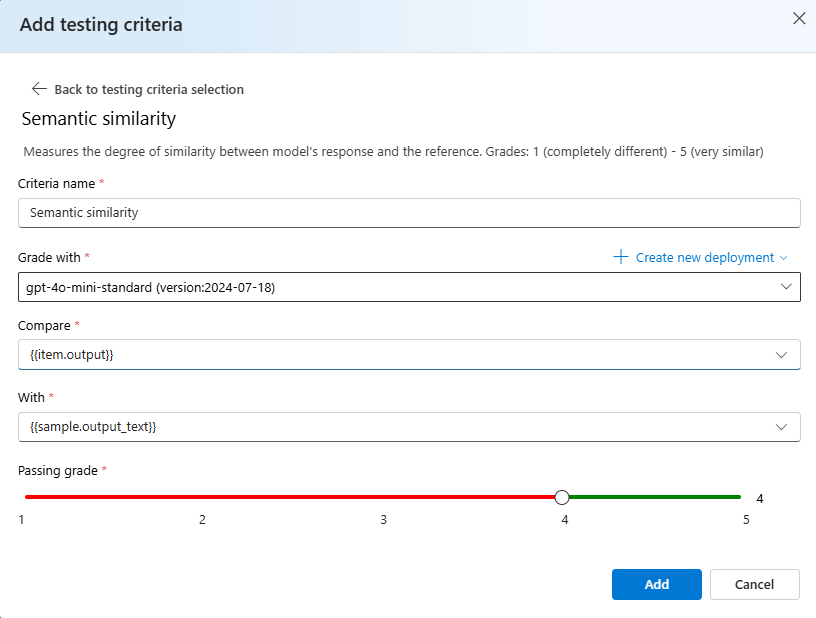 Add testing criteria
Back to testing criteria selection
Semantic similarity
Measures the degree of similarity between model's response and the reference. Grades: 1 (completely different) - 5 (very similar)
Criteria name *
Semantic similarity
Grade with *
Create new deployment
gpt-4o-mini-standard (version:2024-07-18)
Compare *
{{item.output}}
With *
{{sample.output_text}}
Passing grade *
4
1 2 3 4 5
Add Cancel